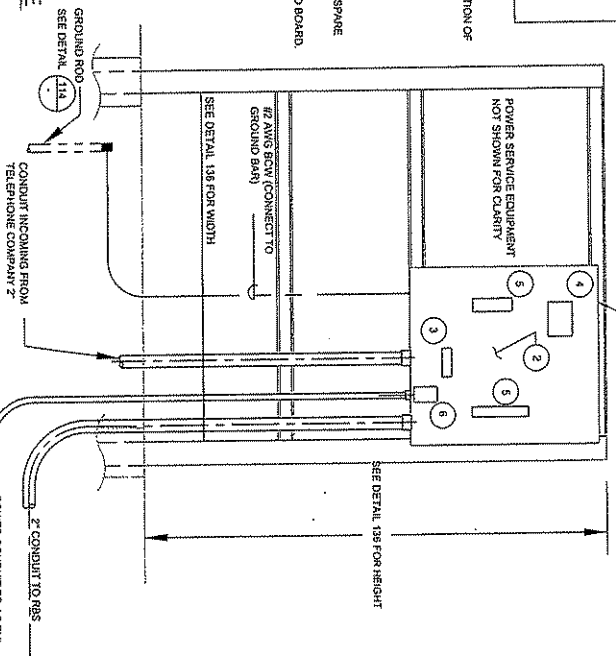 TION OF
SPARE
D BOARD.
POWER SERVICE EQUIPMENT
NOT SHOWN FOR CLARITY
4
5
2
5
3
6
#2 AWG BCW (CONNECT TO
GROUND BAR)
SEE DETAIL 136 FOR WIDTH
SEE DETAIL 136 FOR HEIGHT
GROUND ROD
SEE DETAIL
114
-
CONDUIT INCOMING FROM
TELEPHONE COMPANY 2"
2" CONDUIT TO RBS